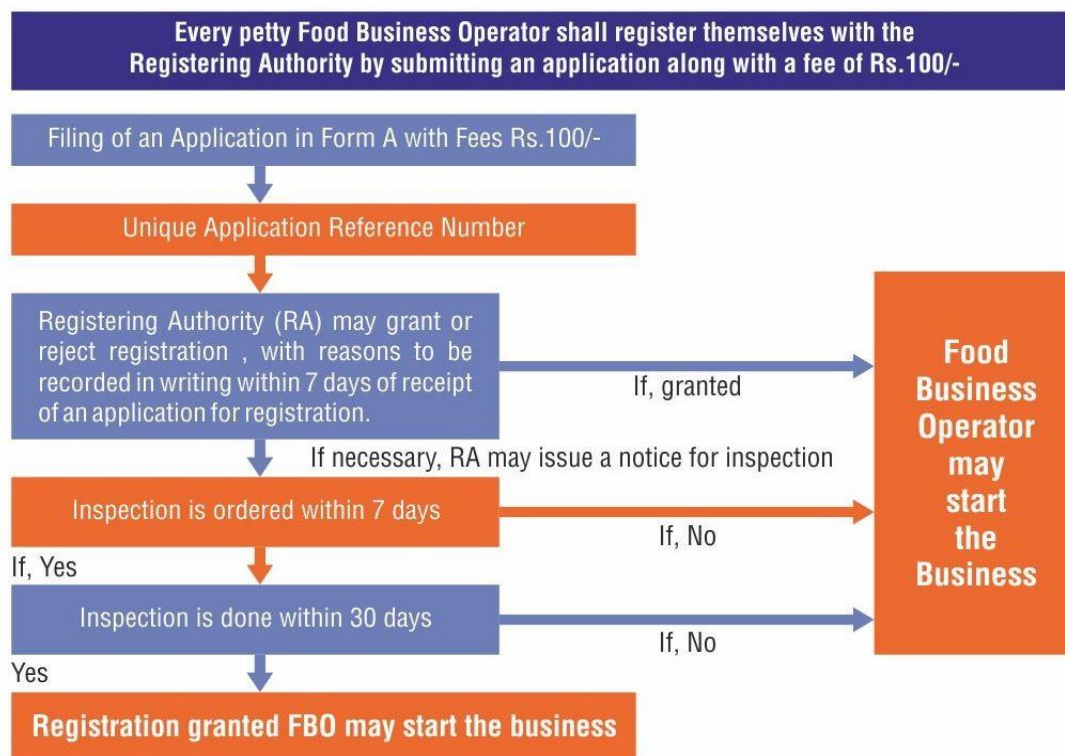 Every petty Food Business Operator shall register themselves with the
Registering Authority by submitting an application along with a fee of Rs.100/-
Filing of an Application in Form A with Fees Rs.100/-
Unique Application Reference Number
Registering Authority (RA) may grant or
reject registration , with reasons to be
recorded in writing within 7 days of receipt
of an application for registration.
If, granted
If necessary, RA may issue a notice for inspection
Inspection is ordered within 7 days
If, No
If, Yes
Inspection is done within 30 days
If, No
Yes
Registration granted FBO may start the business
Food
Business
Operator
may
start
the
Business